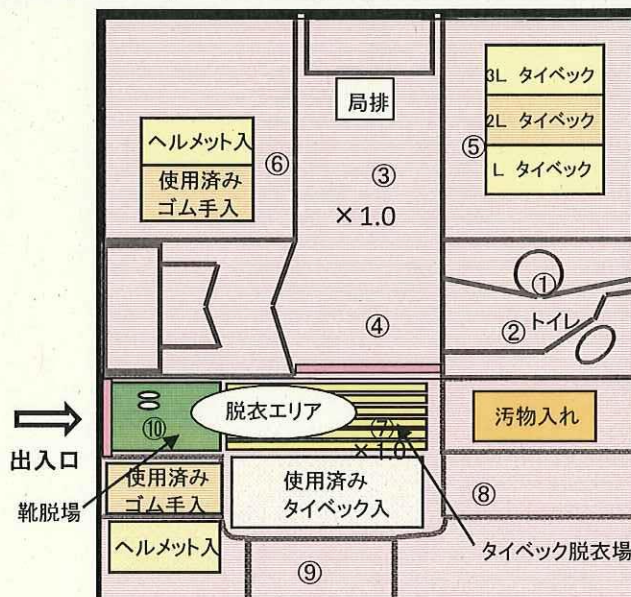 局排
3L タイベック
2L タイベック
L タイベック
⑤
ヘルメット入
使用済み
ゴム手入
⑥
③
×1.0
①
②
トイレ
④
出入口
靴脱場
⑩
脱衣エリア
⑦
×1.0
汚物入れ
使用済み
ゴム手入
使用済み
タイベック入
⑧
ヘルメット入
⑨
タイベック脱衣場